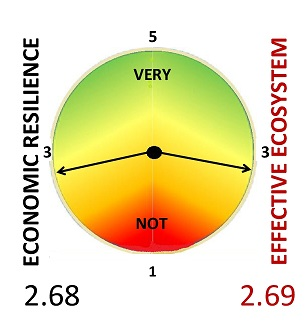 5
VERY
ECONOMIC RESILIENCE
EFFECTIVE ECOSYSTEM
3
3
NOT
1
2.68
2.69